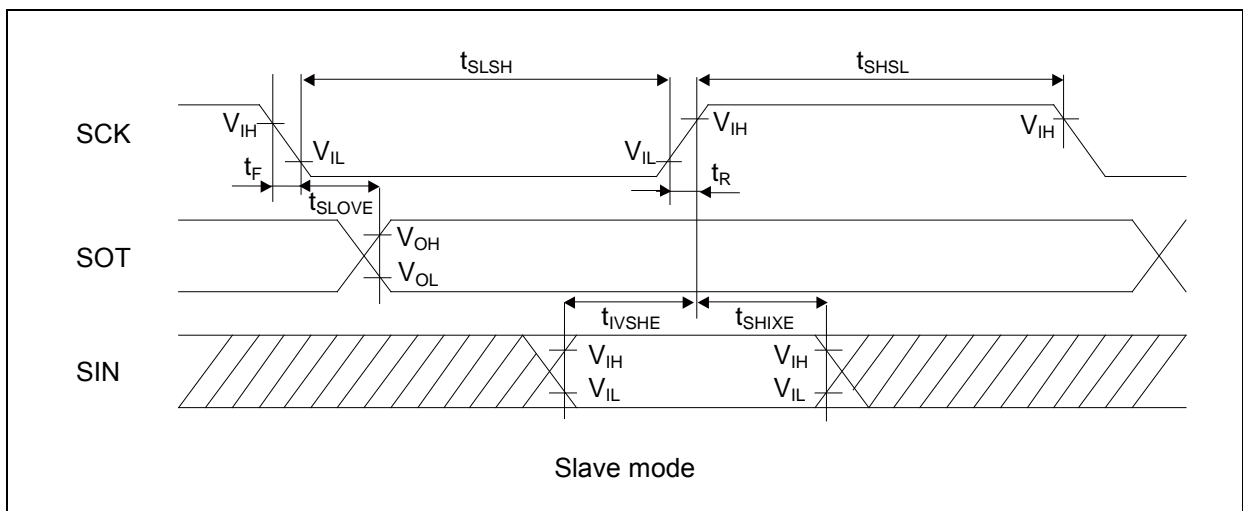 tSLSH
tSHSL
SCK
VIH
VIL
VIL
VIH
VIH
tF
tSLOVE
tR
SOT
VOH
VOL
tIVSHE
tSHIXE
SIN
VIH
VIL
VIH
VIL
Slave mode